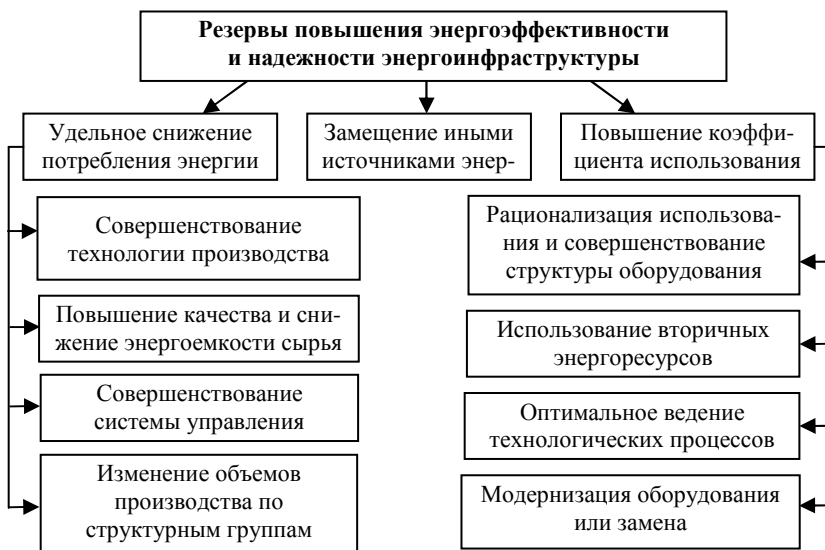 Резервы повышения энергоэффективности
и надежности энергоинфраструктуры
Удельное снижение
потребления энергии
Замещение иными
источниками энер-
Повышение коэффи-
циента использования
Совершенствование
технологии производства
Повышение качества и сни-
жение энергоемкости сырья
Совершенствование
системы управления
Изменение объемов
производства по
структурным группам
Рационализация использова-
ния и совершенствование
структуры оборудования
Использование вторичных
энергоресурсов
Оптимальное ведение
технологических процессов
Модернизация оборудования
или замена